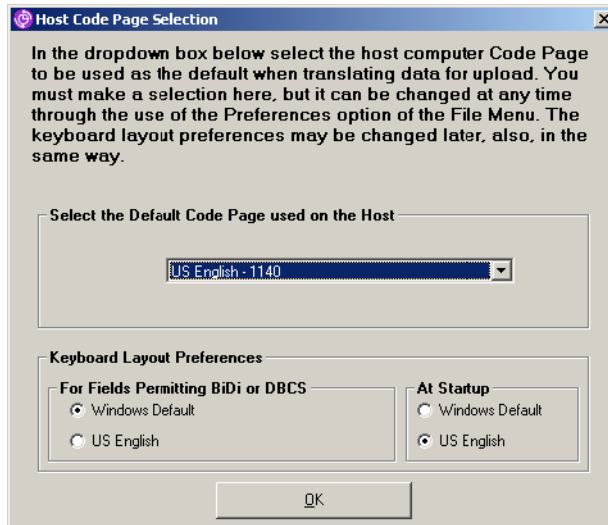 Host Code Page Selection
In the dropdown box below select the host computer Code Page
to be used as the default when translating data for upload. You
must make a selection here, but it can be changed at any time
through the use of the Preferences option of the File Menu. The
keyboard layout preferences may be changed later, also, in the
same way.
Select the Default Code Page used on the Host
US English - 1140
Keyboard Layout Preferences
For Fields Permitting BiDi or DBCS
Windows Default
US English
At Startup
Windows Default
US English
OK